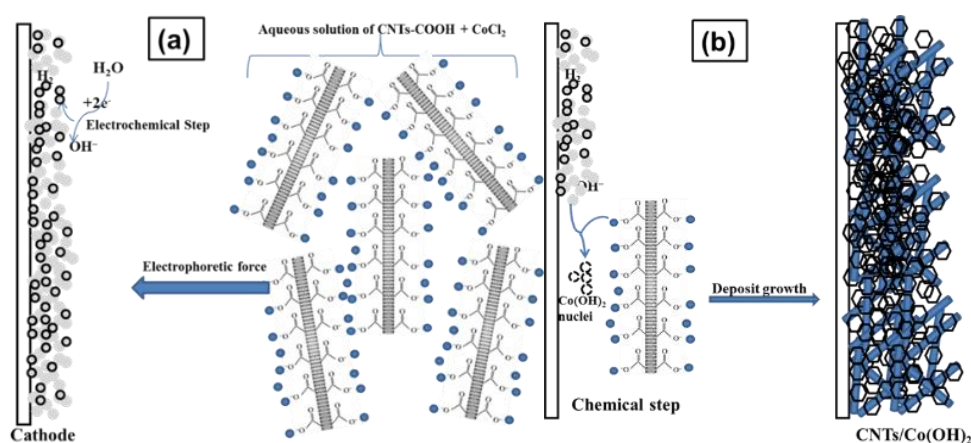 (a)
Aqueous solution of CNTs-COOH + CoCl₂
H₂
H₂O
+2e⁻
Electrochemical Step
OH⁻
Electrophoretic force
Cathode
(b)
H₂
OH⁻
Co(OH)₂
nuclei
Chemical step
Deposit growth
CNTs/Co(OH)₂